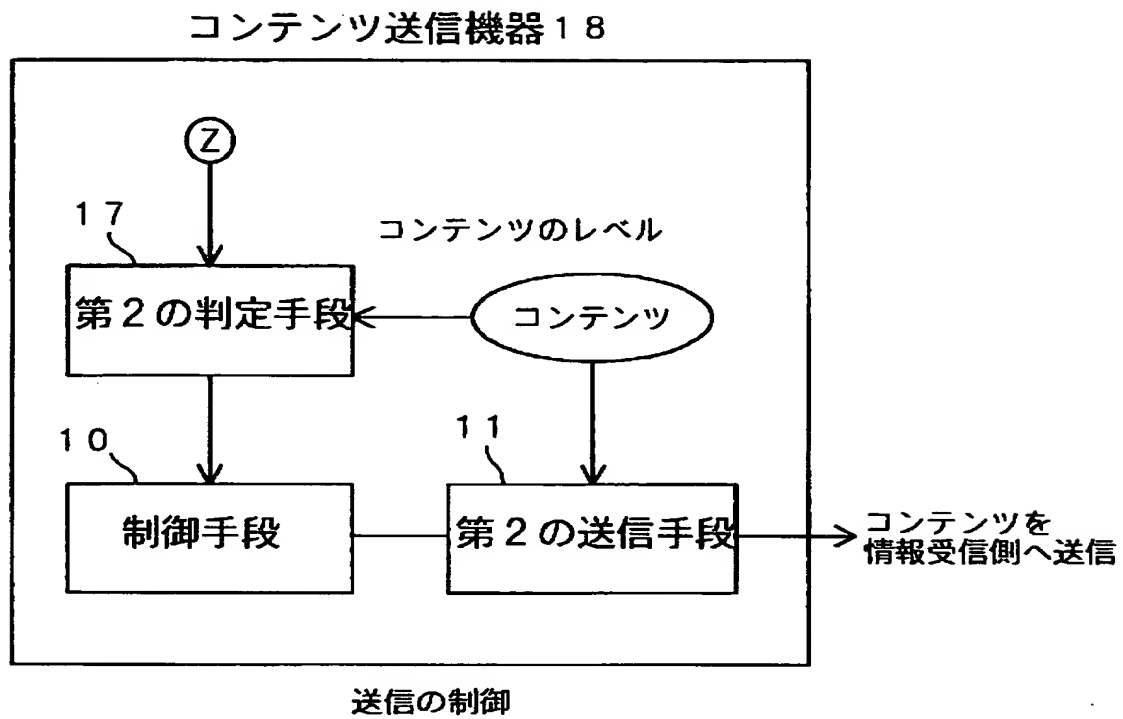 コンテンツ送信機器１８
Z
１７
コンテンツのレベル
第２の判定手段
コンテンツ
１０
１１
制御手段
第２の送信手段
コンテンツを
情報受信側へ送信
送信の制御